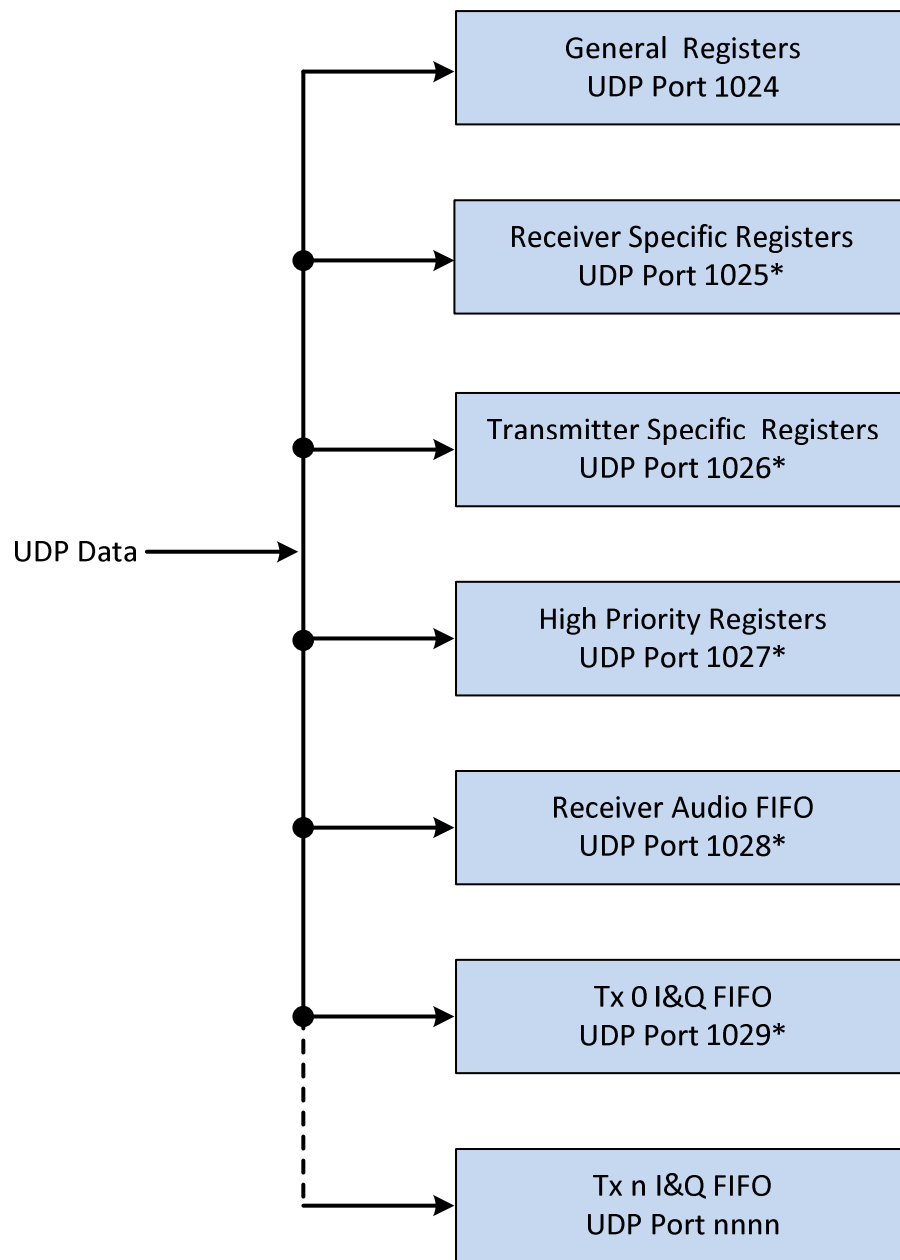 General Registers
UDP Port 1024
Receiver Specific Registers
UDP Port 1025*
Transmitter Specific Registers
UDP Port 1026*
UDP Data
High Priority Registers
UDP Port 1027*
Receiver Audio FIFO
UDP Port 1028*
Tx 0 I&Q FIFO
UDP Port 1029*
Tx n I&Q FIFO
UDP Port nnnn